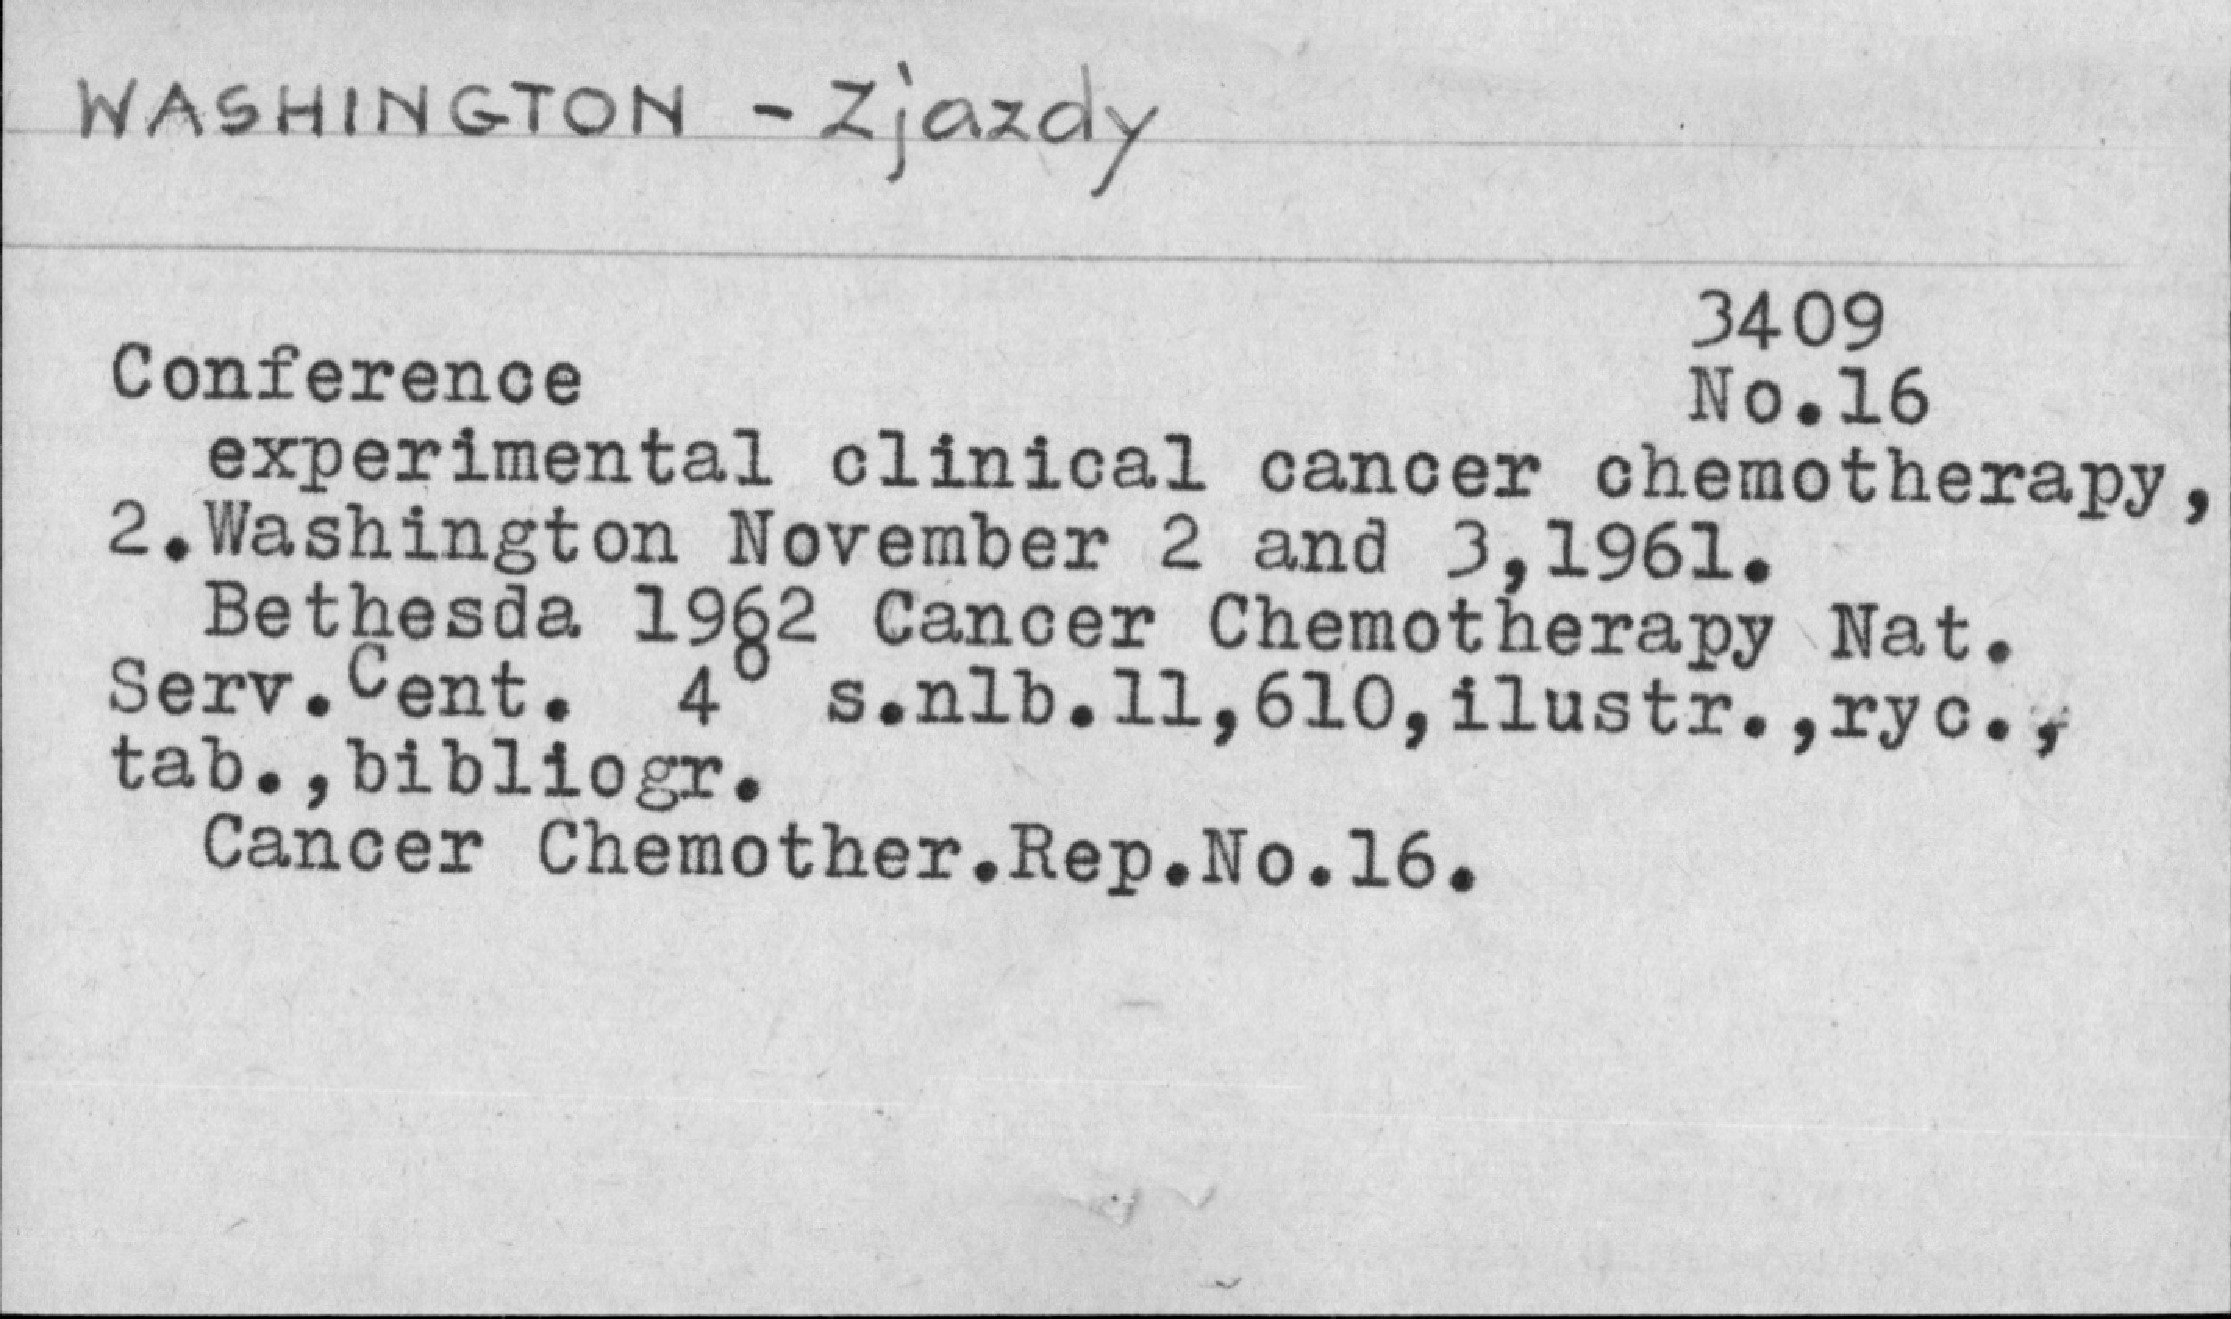 WASHINGTON - Zjazdy
3409
Conference
No.16
experimental clinical cancer chemotherapy,
2.Washington November 2 and 3,1961.
Bethesda 1962 Cancer Chemotherapy Nat.
Serv.Cent. 4° s.nlb.11,610,ilustr.,ryc.,
tab.,bibliogr.
Cancer Chemother.Rep.No.16.